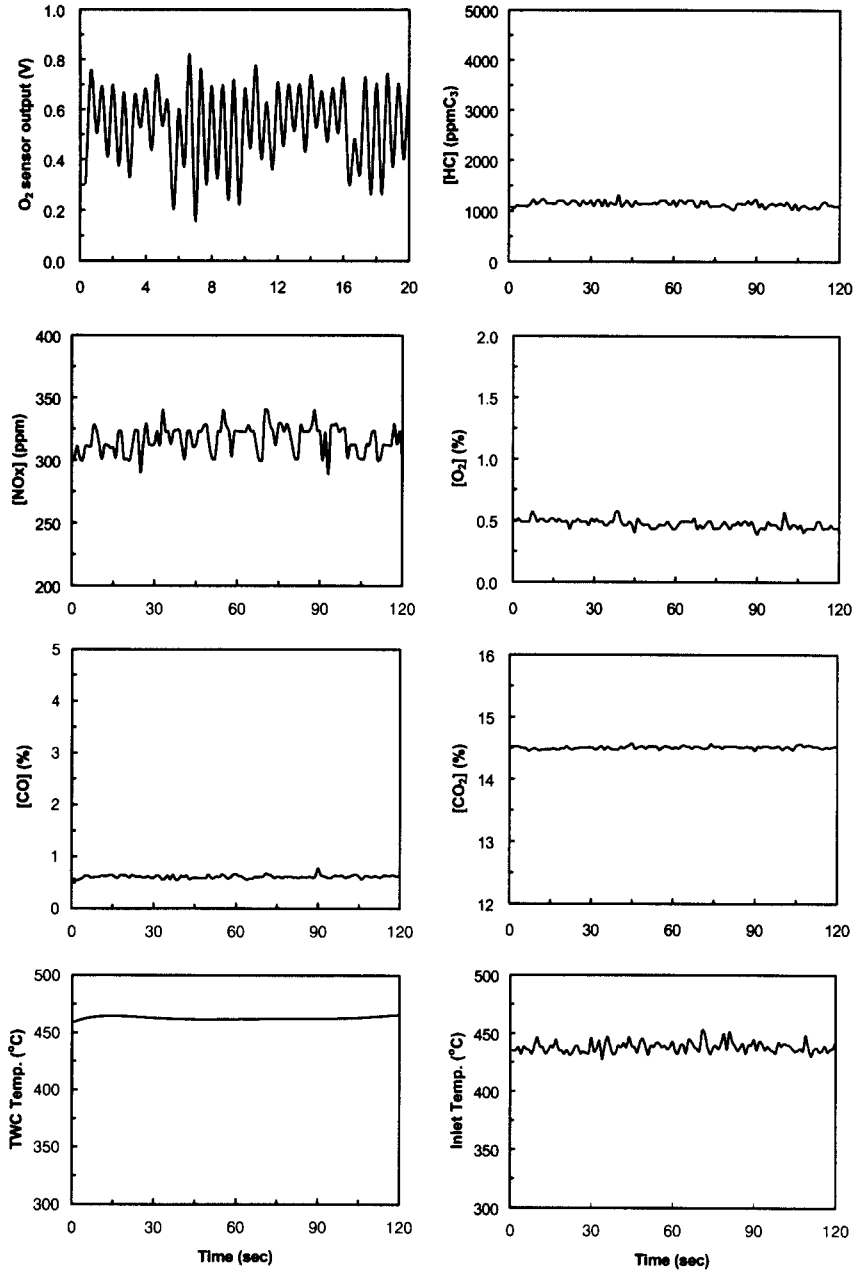 O2 sensor output (V)
1.0
0.8
0.6
0.4
0.2
0.0
0 4 8 12 16 20
[HC] (ppmC3)
5000
4000
3000
2000
1000
0
0 30 60 90 120
[NOx] (ppm)
400
350
300
250
200
0 30 60 90 120
[O2] (%)
2.0
1.5
1.0
0.5
0.0
0 30 60 90 120
[CO] (%)
5
4
3
2
1
0
0 30 60 90 120
[CO2] (%)
16
15
14
13
12
0 30 60 90 120
TWC Temp. (°C)
500
450
400
350
300
0 30 60 90 120
Time (sec)
Inlet Temp. (°C)
500
450
400
350
300
0 30 60 90 120
Time (sec)